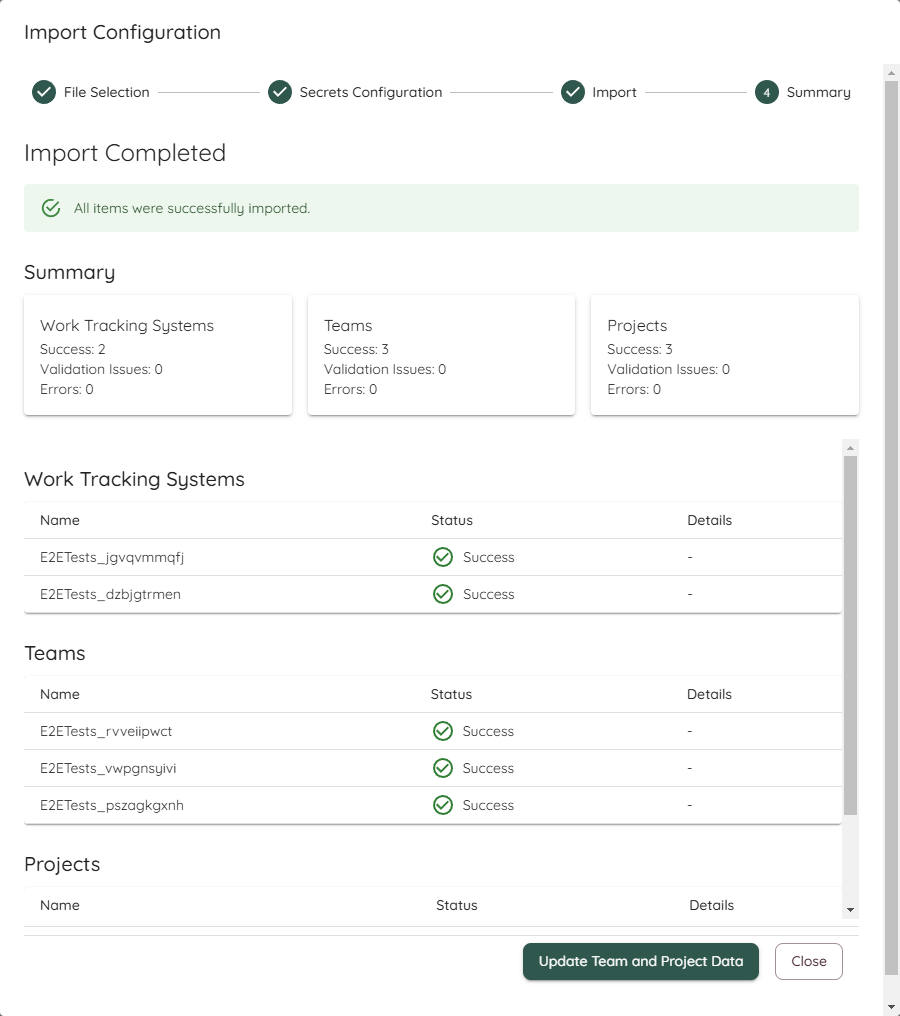 Import Configuration
File Selection
Secrets Configuration
Import
4 Summary
Import Completed
All items were successfully imported.
Summary
Work Tracking Systems
Success: 2
Validation Issues: 0
Errors: 0
Teams
Success: 3
Validation Issues: 0
Errors: 0
Projects
Success: 3
Validation Issues: 0
Errors: 0
Work Tracking Systems
Name Status Details
E2ETests_jgvqvmmqfj Success -
E2ETests_dzbjgtrmen Success -
Teams
Name Status Details
E2ETests_rvveiipwct Success -
E2ETests_vwpgnsyivi Success -
E2ETests_pszagkgxnh Success -
Projects
Name Status Details
Update Team and Project Data Close